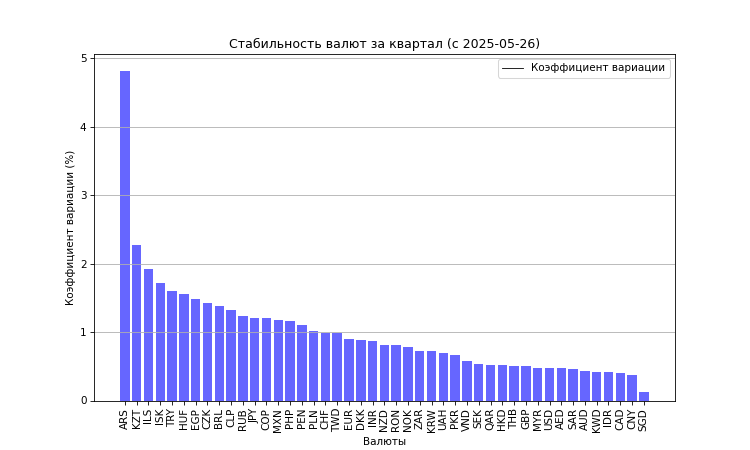 Стабильность валют за квартал (с 2025-05-26)
Коэффициент вариации
Коэффициент вариации (%)
5
4
3
2
1
0
ARS KZT ILS ISK TRY HUF EGP CZK BRL CLP RUB JPY COP MXN PHP PEN PLN CHF TWD EUR DKK INR NZD RON NOK ZAR KRW UAH PKR VND SEK QAR HKD THB GBP MYR USD AED SAR AUD KWD IDR CAD CNY SGD
Валюты